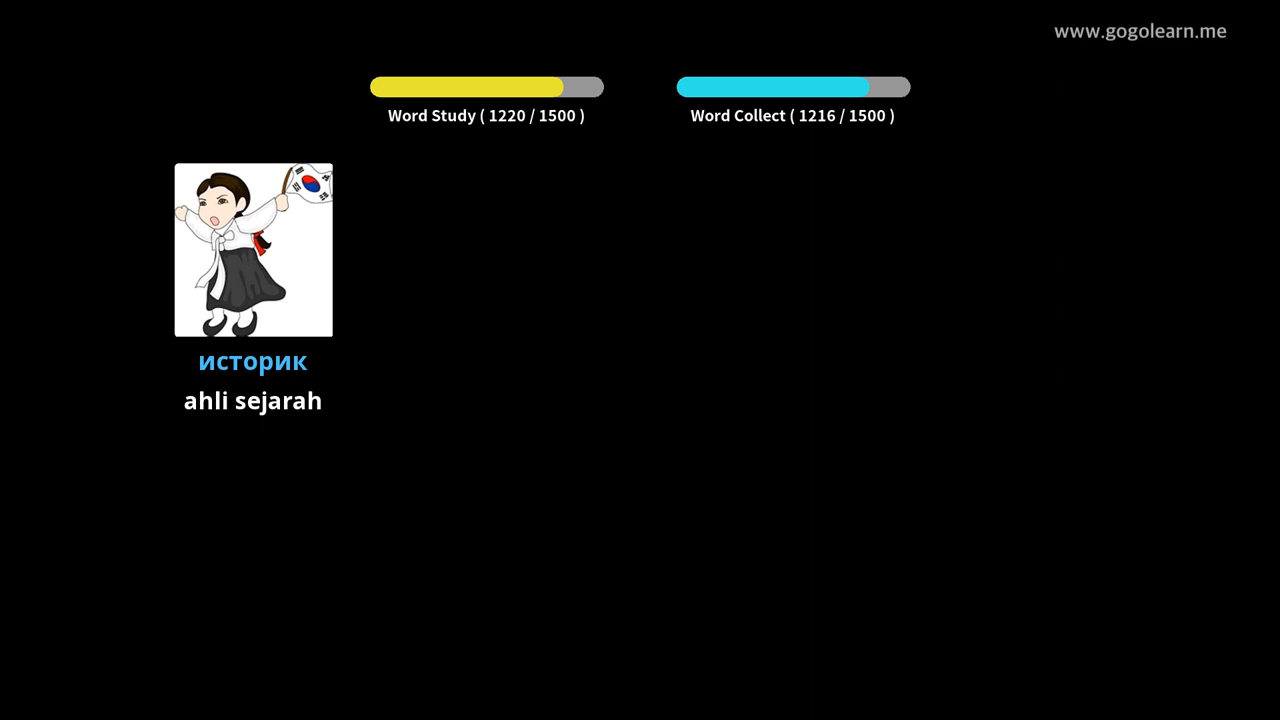 www.gogolearn.me
Word Study ( 1220 / 1500 )
Word Collect ( 1216 / 1500 )
историк
ahli sejarah